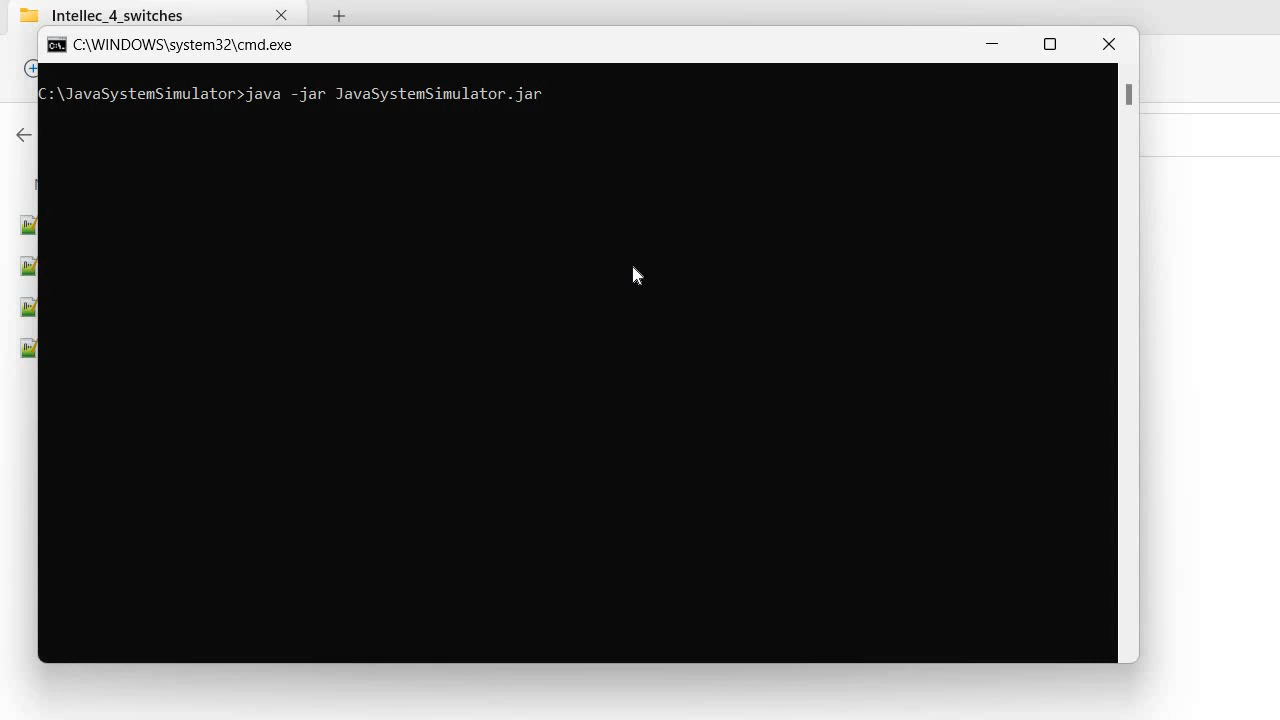 Intellec_4_switches
C:\WINDOWS\system32\cmd.exe
C:\JavaSystemSimulator>java -jar JavaSystemSimulator.jar